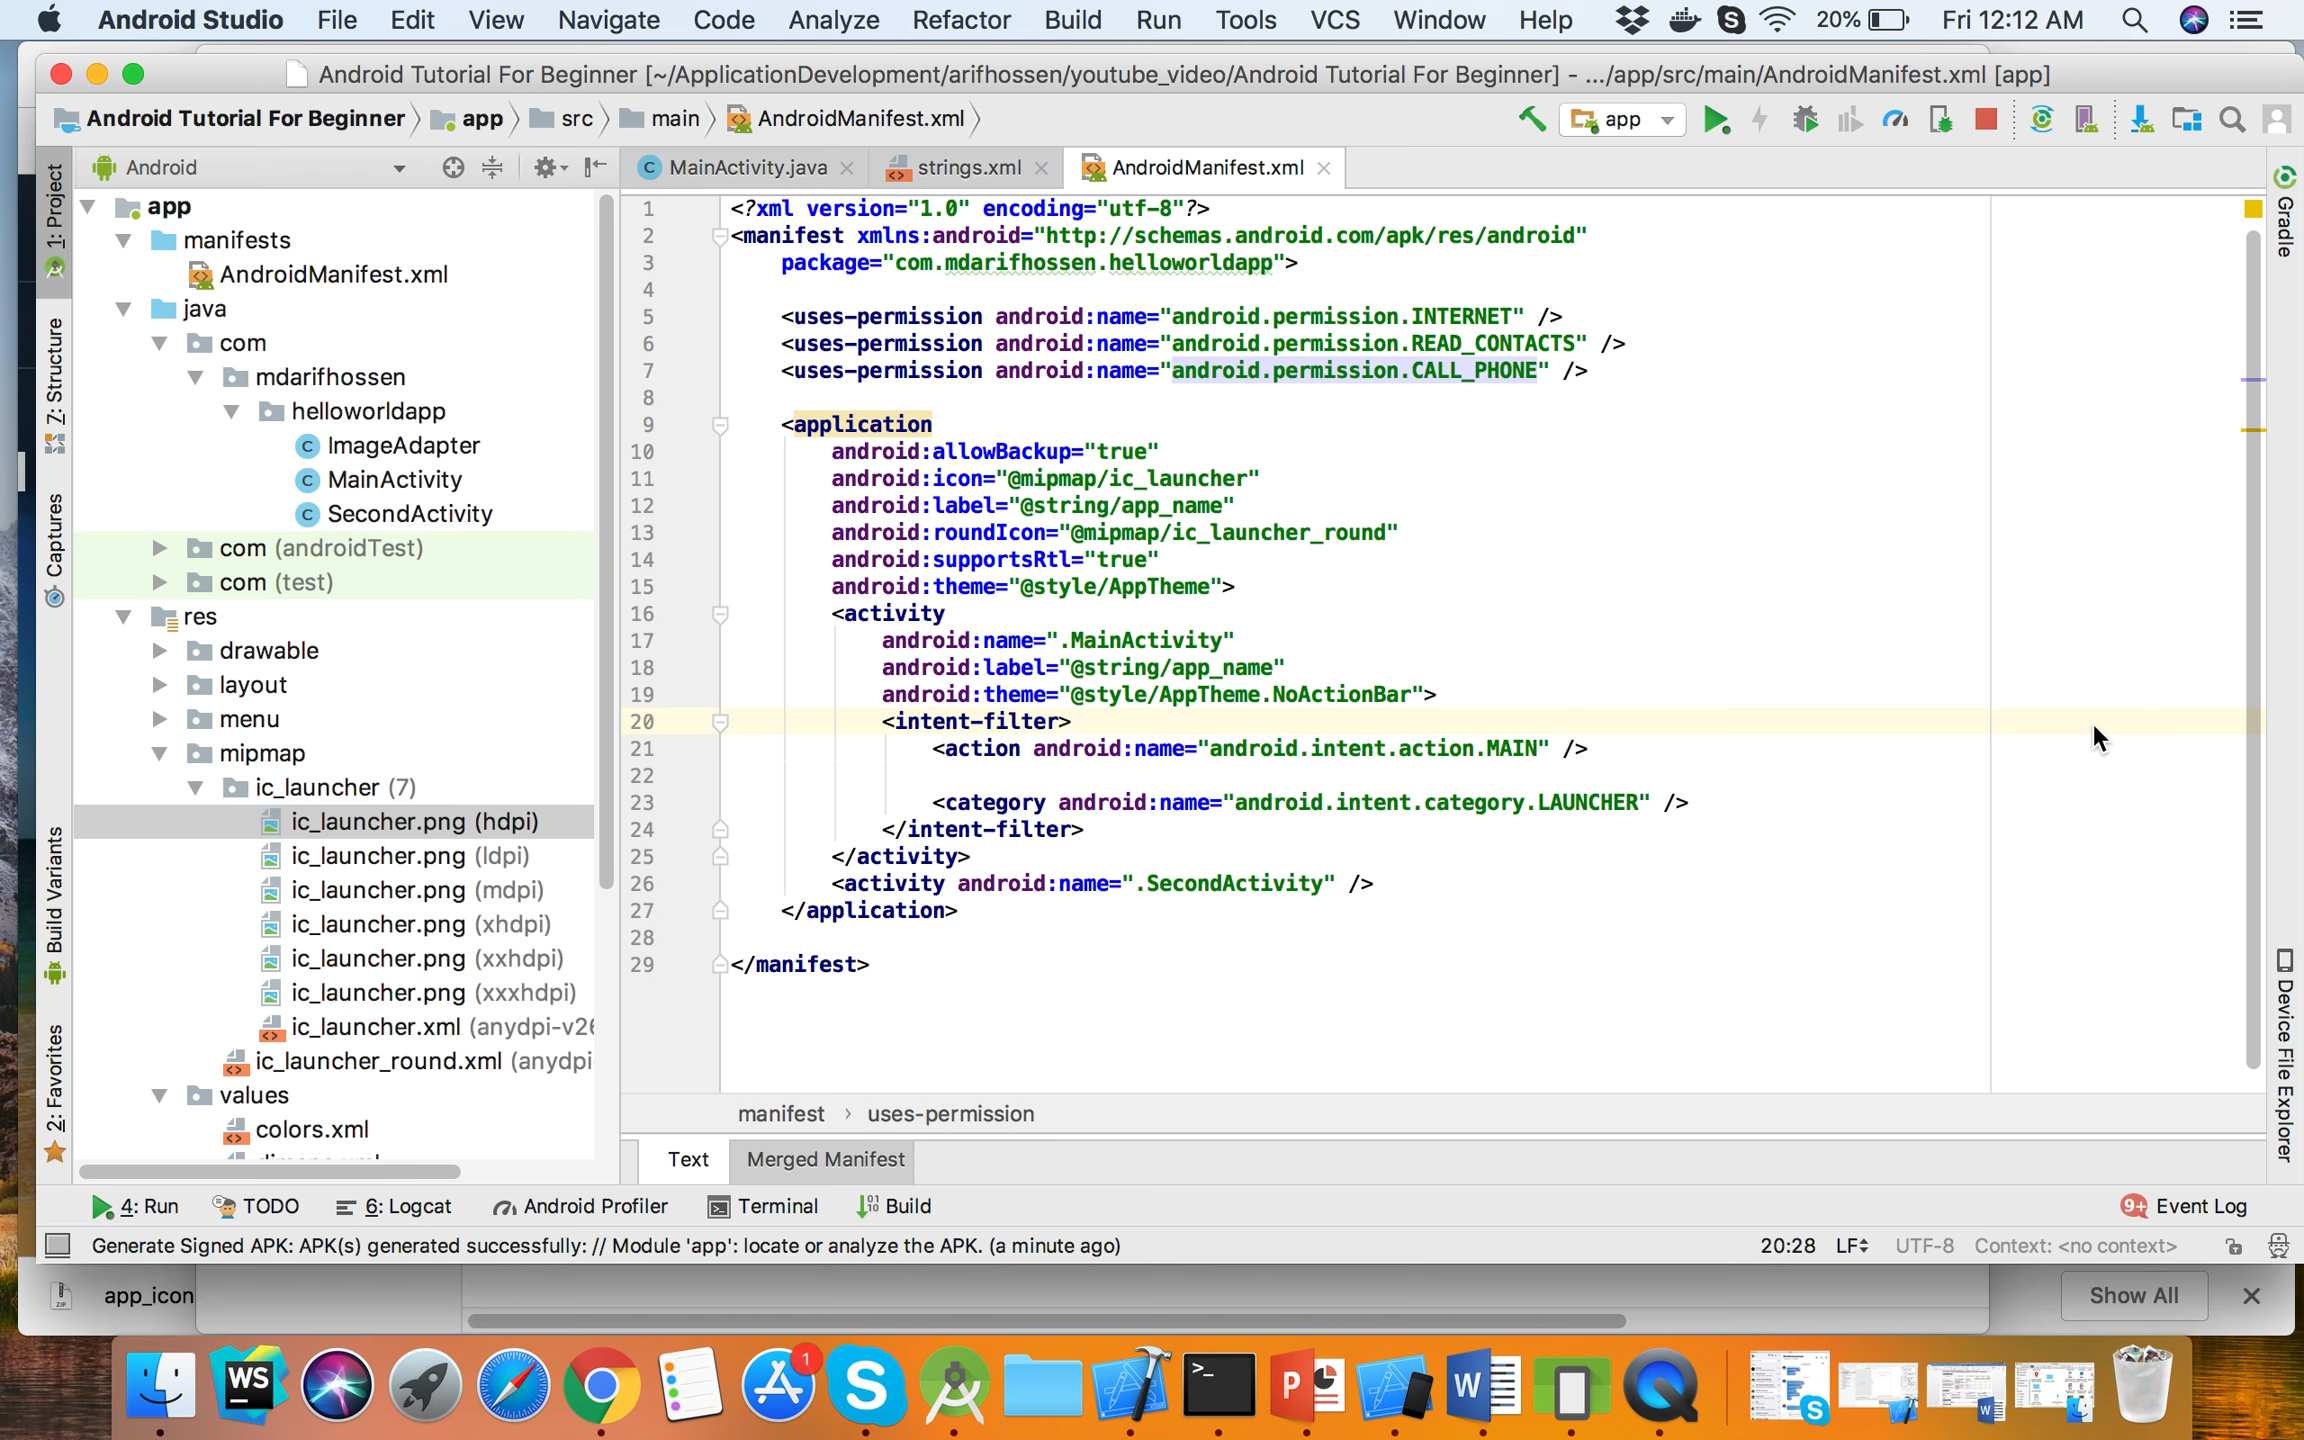 Android Studio File Edit View Navigate Code Analyze Refactor Build Run Tools VCS Window Help 20% Fri 12:12 AM
Android Tutorial For Beginner [~/ApplicationDevelopment/arifhossen/youtube_video/Android Tutorial For Beginner] - .../app/src/main/AndroidManifest.xml [app]
Android Tutorial For Beginner app src main AndroidManifest.xml app
Android
MainActivity.java strings.xml AndroidManifest.xml
1: Project
7: Structure
Captures
Build Variants
2: Favorites
app
manifests
AndroidManifest.xml
java
com
mdarifhossen
helloworldapp
ImageAdapter
MainActivity
SecondActivity
com (androidTest)
com (test)
res
drawable
layout
menu
mipmap
ic_launcher (7)
ic_launcher.png (hdpi)
ic_launcher.png (ldpi)
ic_launcher.png (mdpi)
ic_launcher.png (xhdpi)
ic_launcher.png (xxhdpi)
ic_launcher.png (xxxhdpi)
ic_launcher.xml (anydpi-v26
ic_launcher_round.xml (anydpi
values
colors.xml
1 <?xml version="1.0" encoding="utf-8"?>
2 <manifest xmlns:android="http://schemas.android.com/apk/res/android"
3 package="com.mdarifhossen.helloworldapp">
4
5 <uses-permission android:name="android.permission.INTERNET" />
6 <uses-permission android:name="android.permission.READ_CONTACTS" />
7 <uses-permission android:name="android.permission.CALL_PHONE" />
8
9 <application
10 android:allowBackup="true"
11 android:icon="@mipmap/ic_launcher"
12 android:label="@string/app_name"
13 android:roundIcon="@mipmap/ic_launcher_round"
14 android:supportsRtl="true"
15 android:theme="@style/AppTheme">
16 <activity
17 android:name=".MainActivity"
18 android:label="@string/app_name"
19 android:theme="@style/AppTheme.NoActionBar">
20 <intent-filter>
21 <action android:name="android.intent.action.MAIN" />
22
23 <category android:name="android.intent.category.LAUNCHER" />
24 </intent-filter>
25 </activity>
26 <activity android:name=".SecondActivity" />
27 </application>
28
29 </manifest>
manifest › uses-permission
Text Merged Manifest
Gradle
Device File Explorer
4: Run TODO 6: Logcat Android Profiler Terminal Build 9+ Event Log
Generate Signed APK: APK(s) generated successfully: // Module 'app': locate or analyze the APK. (a minute ago) 20:28 LF UTF-8 Context: <no context>
ZIP app_icon Show All
WS 1 S >_ P W S W